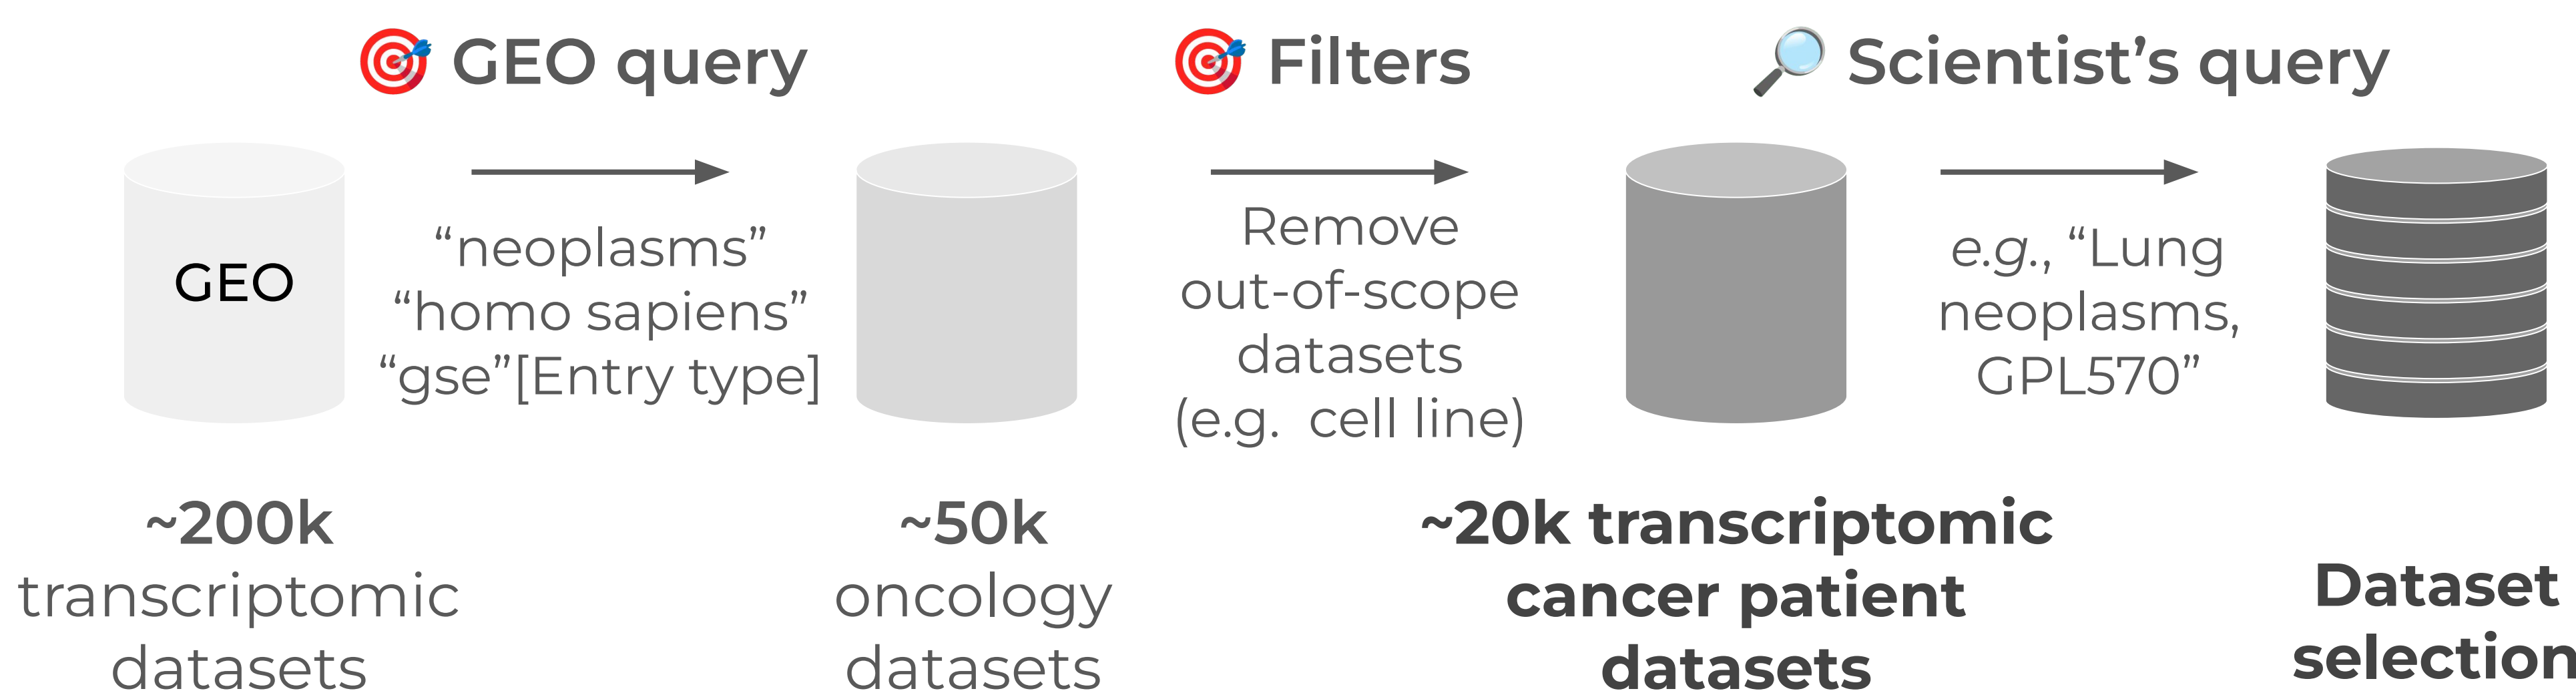 GEO query
Filters
Scientist’s query
GEO
“neoplasms”
“homo sapiens”
“gse”[Entry type]
Remove
out-of-scope
datasets
(e.g. cell line)
e.g., “Lung
neoplasms,
GPL570”
~200k
transcriptomic
datasets
~50k
oncology
datasets
~20k transcriptomic
cancer patient
datasets
Dataset
selection